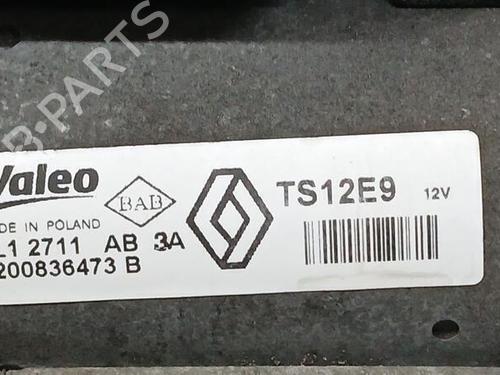 Valeo
BAB
TS12E9 12V
DE IN POLAND
L1 2711 AB 3A
200836473 B
B-PARTS